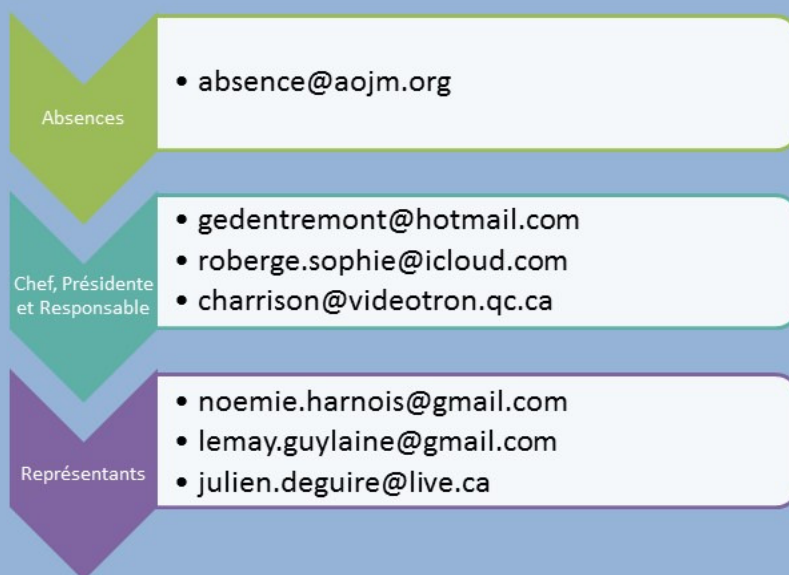 Absences
• absence@aojm.org
Chef, Présidente
et Responsable
• gedentremont@hotmail.com
• roberge.sophie@icloud.com
• charrison@videotron.qc.ca
Représentants
• noemie.harnois@gmail.com
• lemay.guylaine@gmail.com
• julien.deguire@live.ca